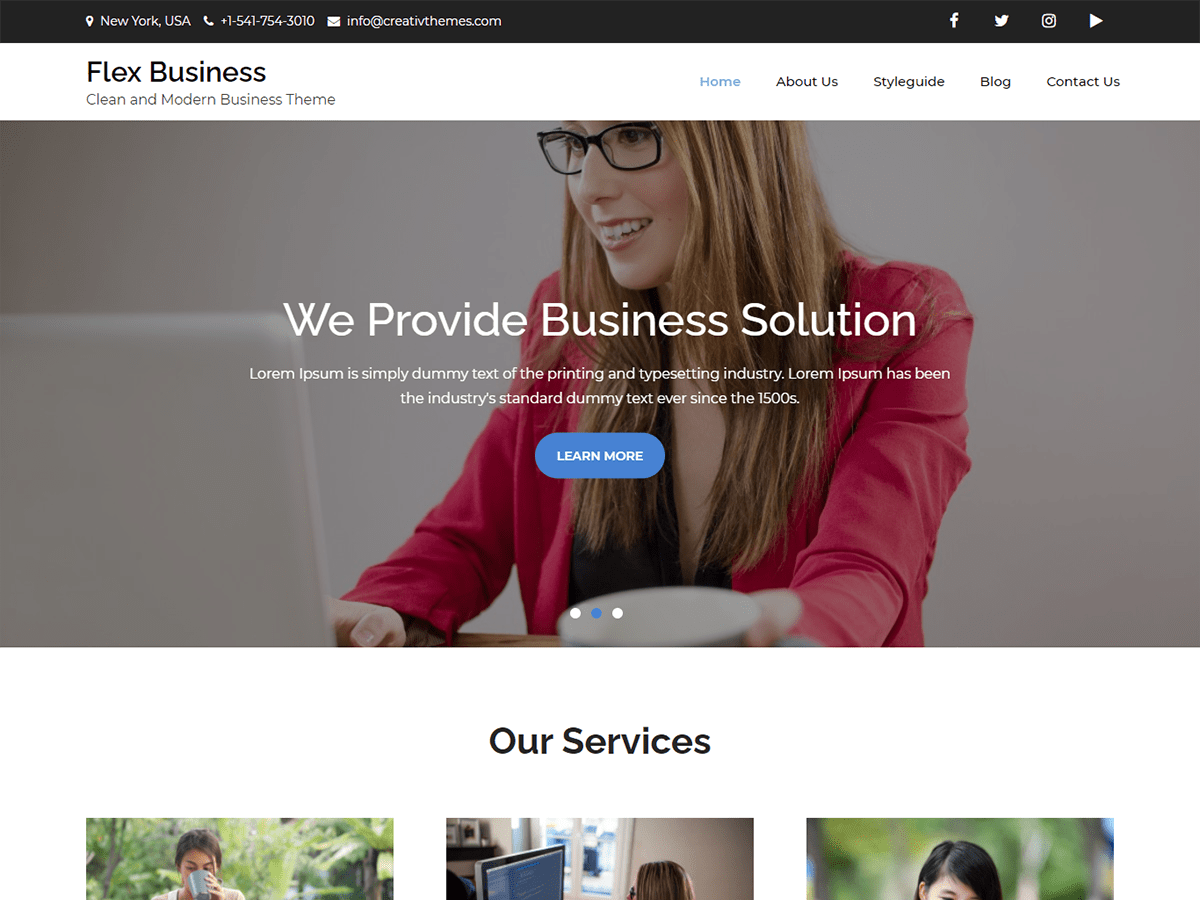 New York, USA +1-541-754-3010 info@creativthemes.com
Flex Business
Clean and Modern Business Theme
Home About Us Styleguide Blog Contact Us
We Provide Business Solution
Lorem Ipsum is simply dummy text of the printing and typesetting industry. Lorem Ipsum has been
the industry's standard dummy text ever since the 1500s.
LEARN MORE
Our Services